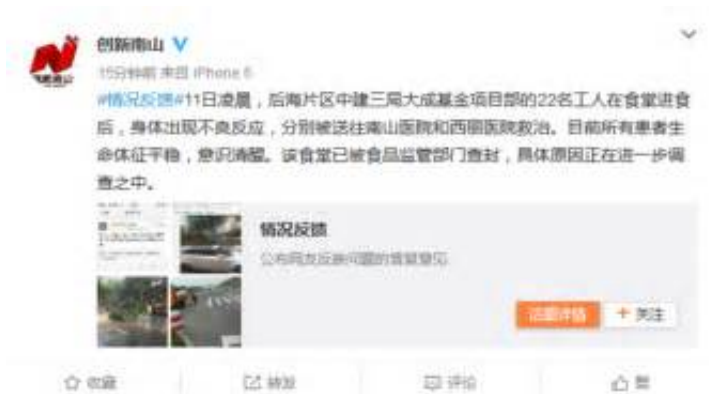 创新南山
15分钟前 来自 iPhone 6
#情况反馈#11日凌晨，后海片区中建三局大成基金项目部的22名工人在食堂进食
后，身体出现不良反应，分别被送往南山医院和西丽医院救治。目前所有患者生
命体征平稳，意识清醒。该食堂已被食品监管部门查封，具体原因正在进一步调
查之中。
情况反馈
公布网友反映问题的
话题详情
+ 关注
收藏
转发
评论
赞